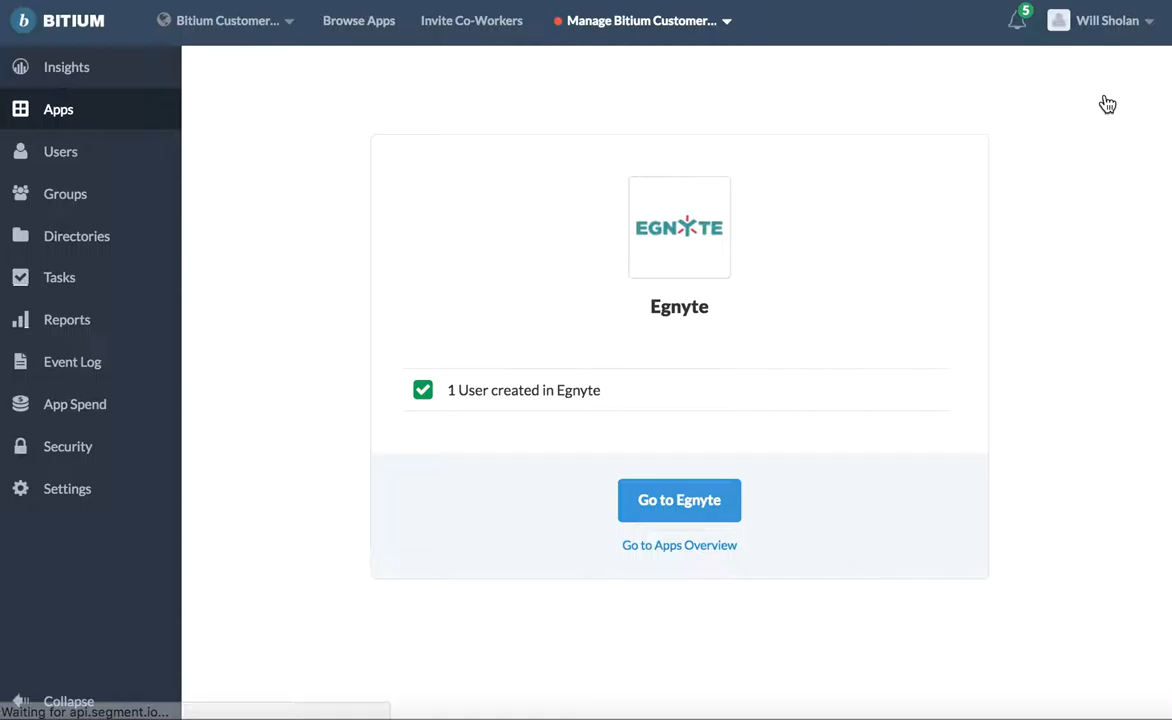 b BITIUM
Bitium Customer...
Browse Apps
Invite Co-Workers
Manage Bitium Customer...
5
Will Sholan
Insights
Apps
Users
Groups
Directories
Tasks
Reports
Event Log
App Spend
Security
Settings
Collapse
Waiting for api.segment.io...
EGNYTE
Egnyte
1 User created in Egnyte
Go to Egnyte
Go to Apps Overview